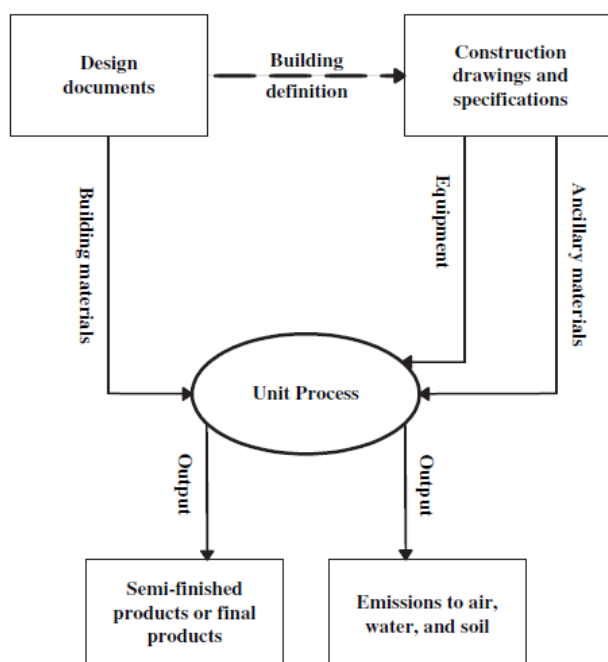 Design
documents
Building
definition
Construction
drawings and
specifications
Building materials
Equipment
Ancillary materials
Unit Process
Output
Output
Semi-finished
products or final
products
Emissions to air,
water, and soil